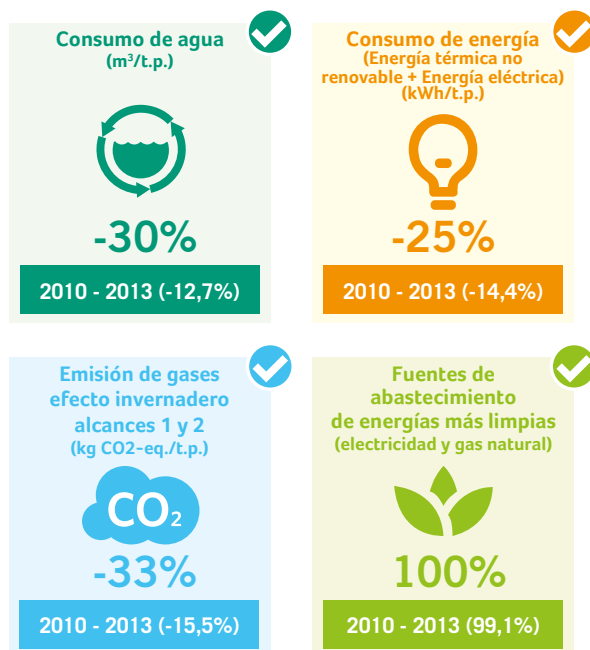 Consumo de agua
(m³/t.p.)
-30%
2010 - 2013 (-12,7%)
Consumo de energía
(Energía térmica no
renovable + Energía eléctrica)
(kWh/t.p.)
-25%
2010 - 2013 (-14,4%)
Emisión de gases
efecto invernadero
alcances 1 y 2
(kg CO2-eq./t.p.)
CO₂
-33%
2010 - 2013 (-15,5%)
Fuentes de
abastecimiento
de energías más limpias
(electricidad y gas natural)
100%
2010 - 2013 (99,1%)